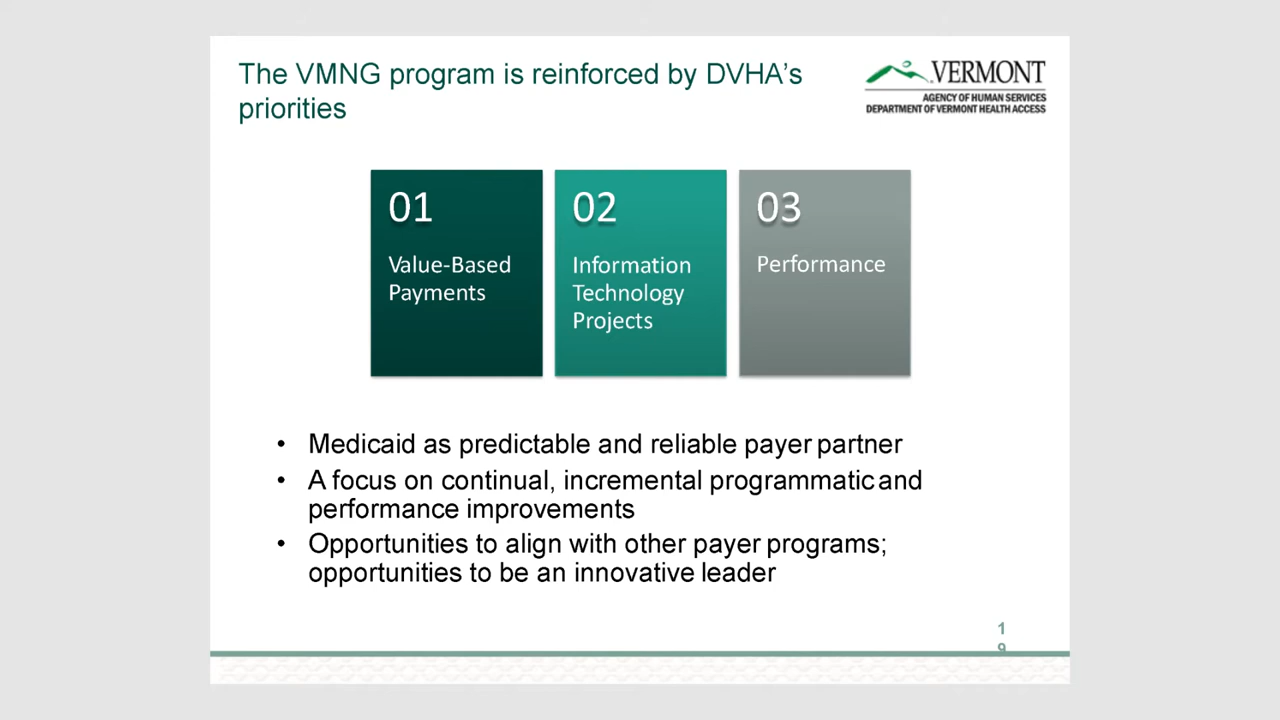 The VMNG program is reinforced by DVHA's
priorities
VERMONT
AGENCY OF HUMAN SERVICES
DEPARTMENT OF VERMONT HEALTH ACCESS
01
Value-Based
Payments
02
Information
Technology
Projects
03
Performance
• Medicaid as predictable and reliable payer partner
• A focus on continual, incremental programmatic and
performance improvements
• Opportunities to align with other payer programs;
opportunities to be an innovative leader
1
9